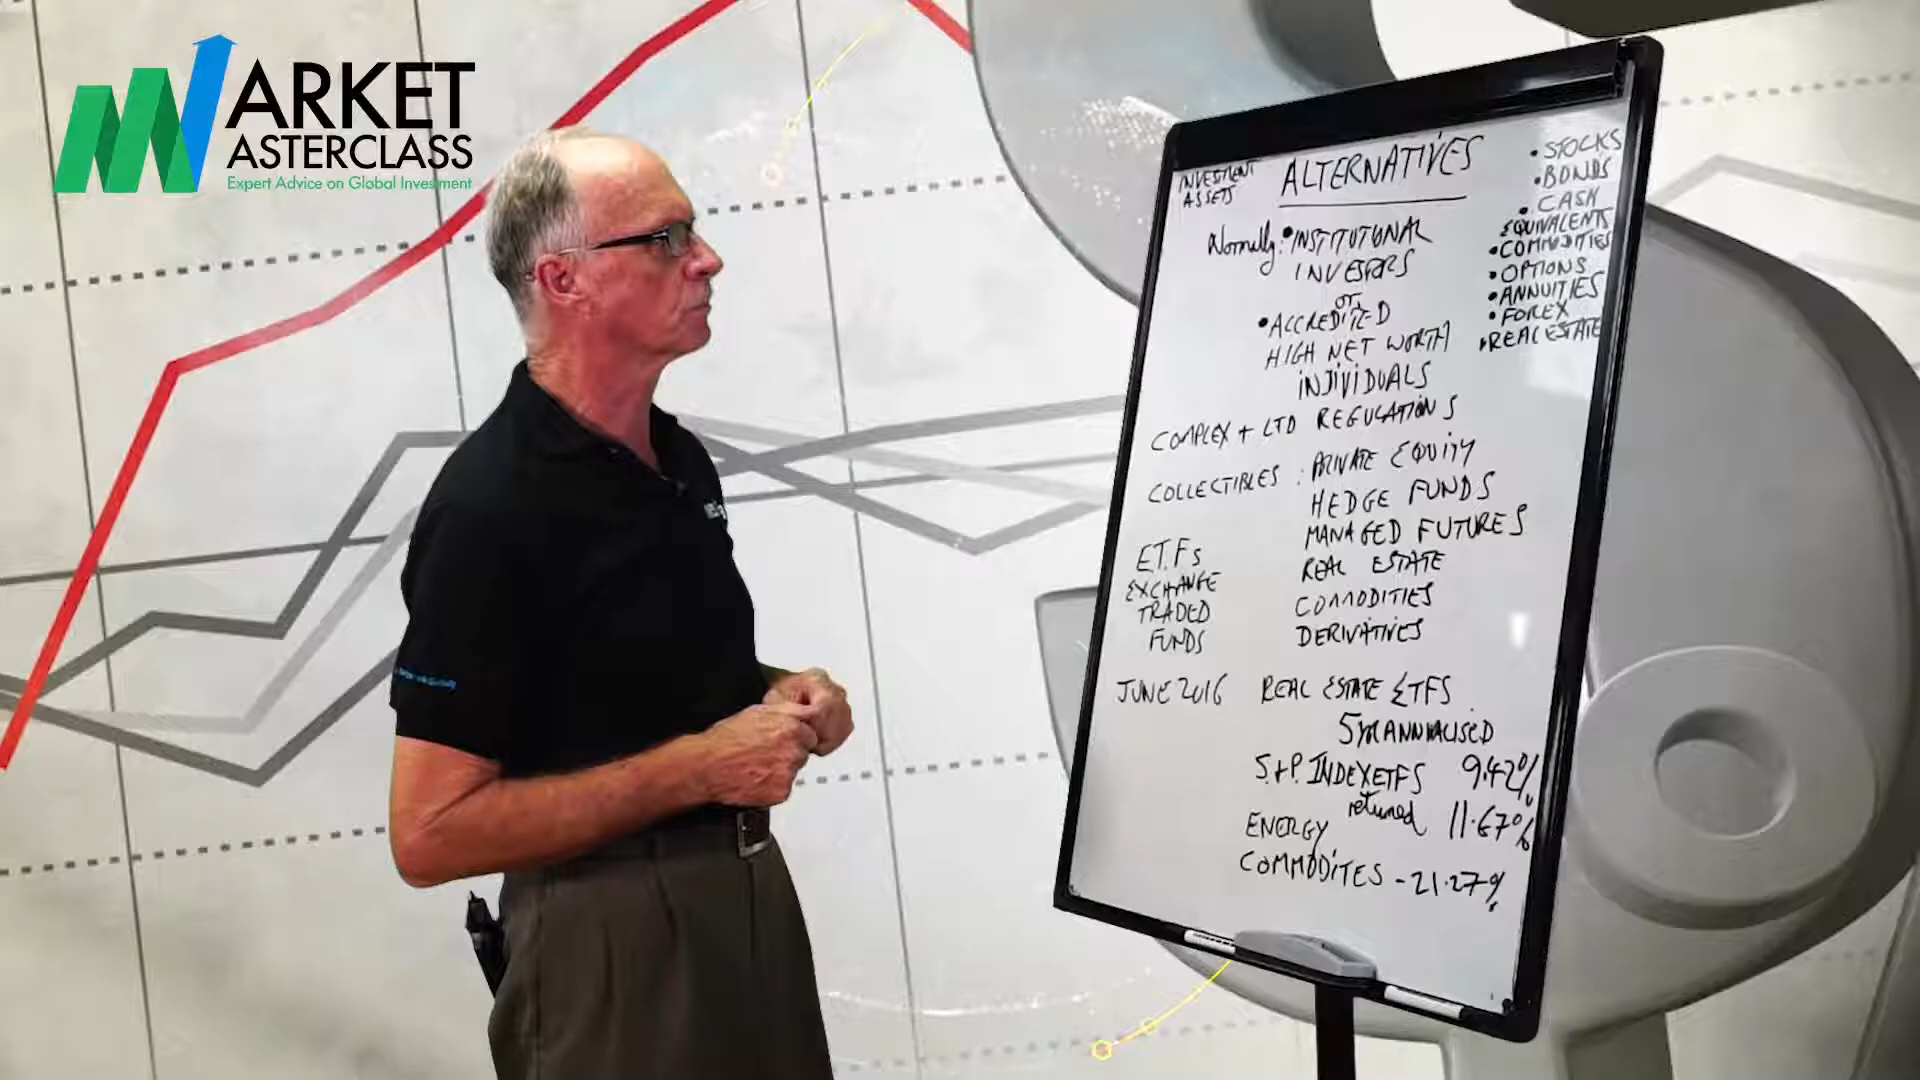 MARKET
MASTERCLASS
Expert Advice on Global Investment
INVESTMENT
ASSETS
ALTERNATIVES
• STOCKS
• BONDS
• CASH
EQUIVALENTS
• COMMODITIES
• OPTIONS
• ANNUITIES
• FOREX
• REAL ESTATE
Normally: • INSTITUTIONAL
INVESTORS
or
• ACCREDITED
HIGH NET WORTH
INDIVIDUALS
COMPLEX + LTD REGULATIONS
COLLECTIBLES : PRIVATE EQUITY
HEDGE FUNDS
MANAGED FUTURES
REAL ESTATE
COMMODITIES
DERIVATIVES
E.T.Fs
EXCHANGE
TRADED
FUNDS
JUNE 2016 REAL ESTATE ETFS
5YR ANNUALISED
9.42%
S+P. INDEX ETFS
returned 11.67%
ENERGY
COMMODITES -21.27%